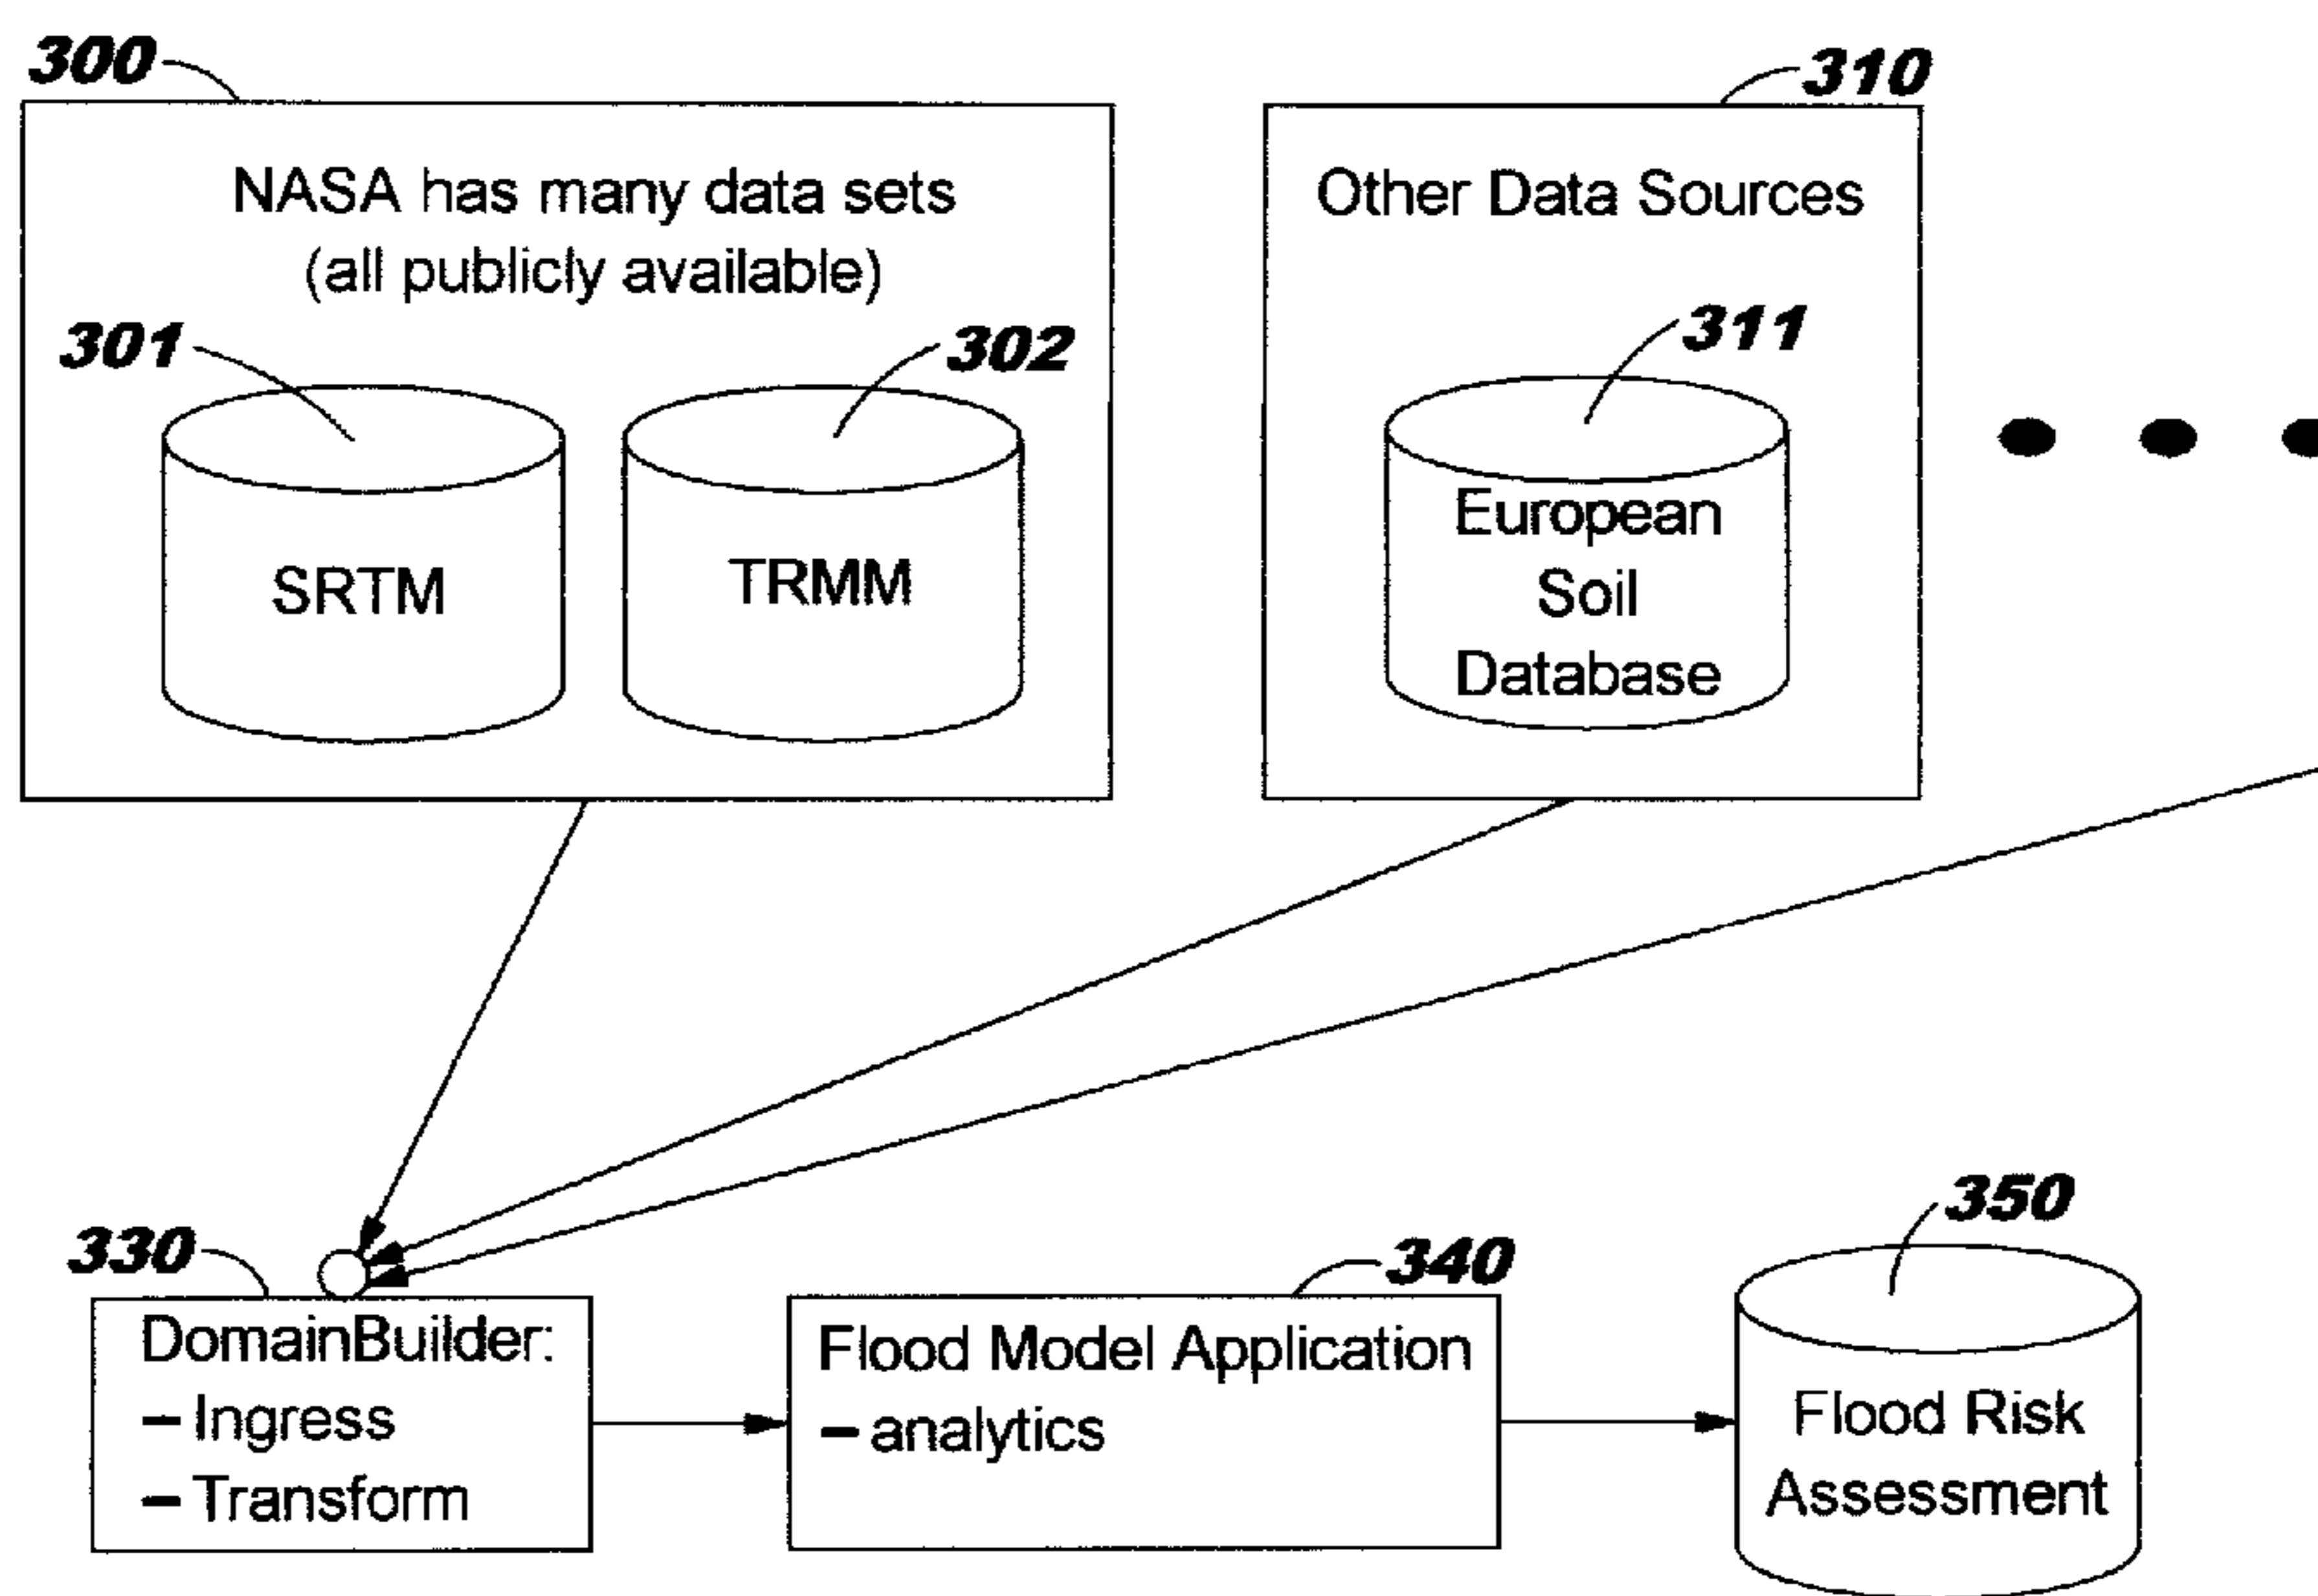 300
310
NASA has many data sets
(all publicly available)
Other Data Sources
301
302
311
SRTM
TRMM
European
Soil
Database
330
340
350
DomainBuilder:
– Ingress
– Transform
Flood Model Application
– analytics
Flood Risk
Assessment